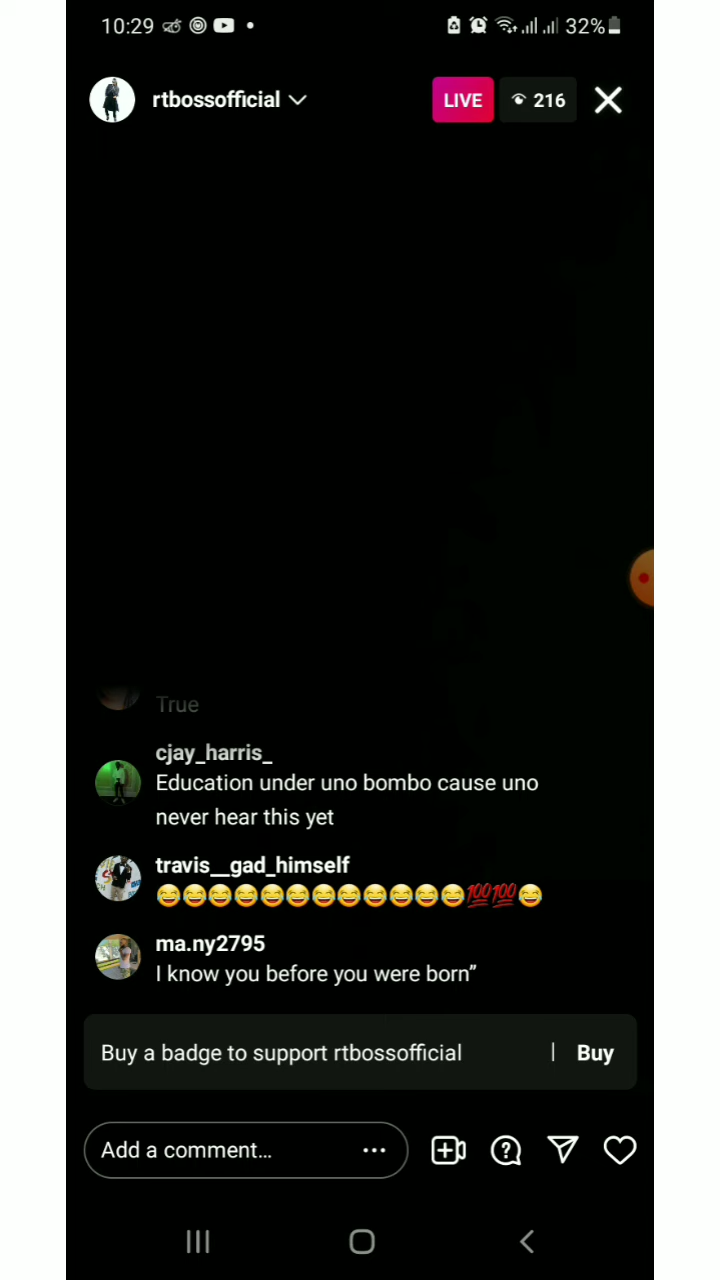 10:29
32%
rtbossofficial
LIVE
216
True
cjay_harris_
Education under uno bombo cause uno
never hear this yet
travis__gad_himself
😂😂😂😂😂😂😂😂😂😂😂😂💯💯😂
ma.ny2795
I know you before you were born”
Buy a badge to support rtbossofficial | Buy
Add a comment...